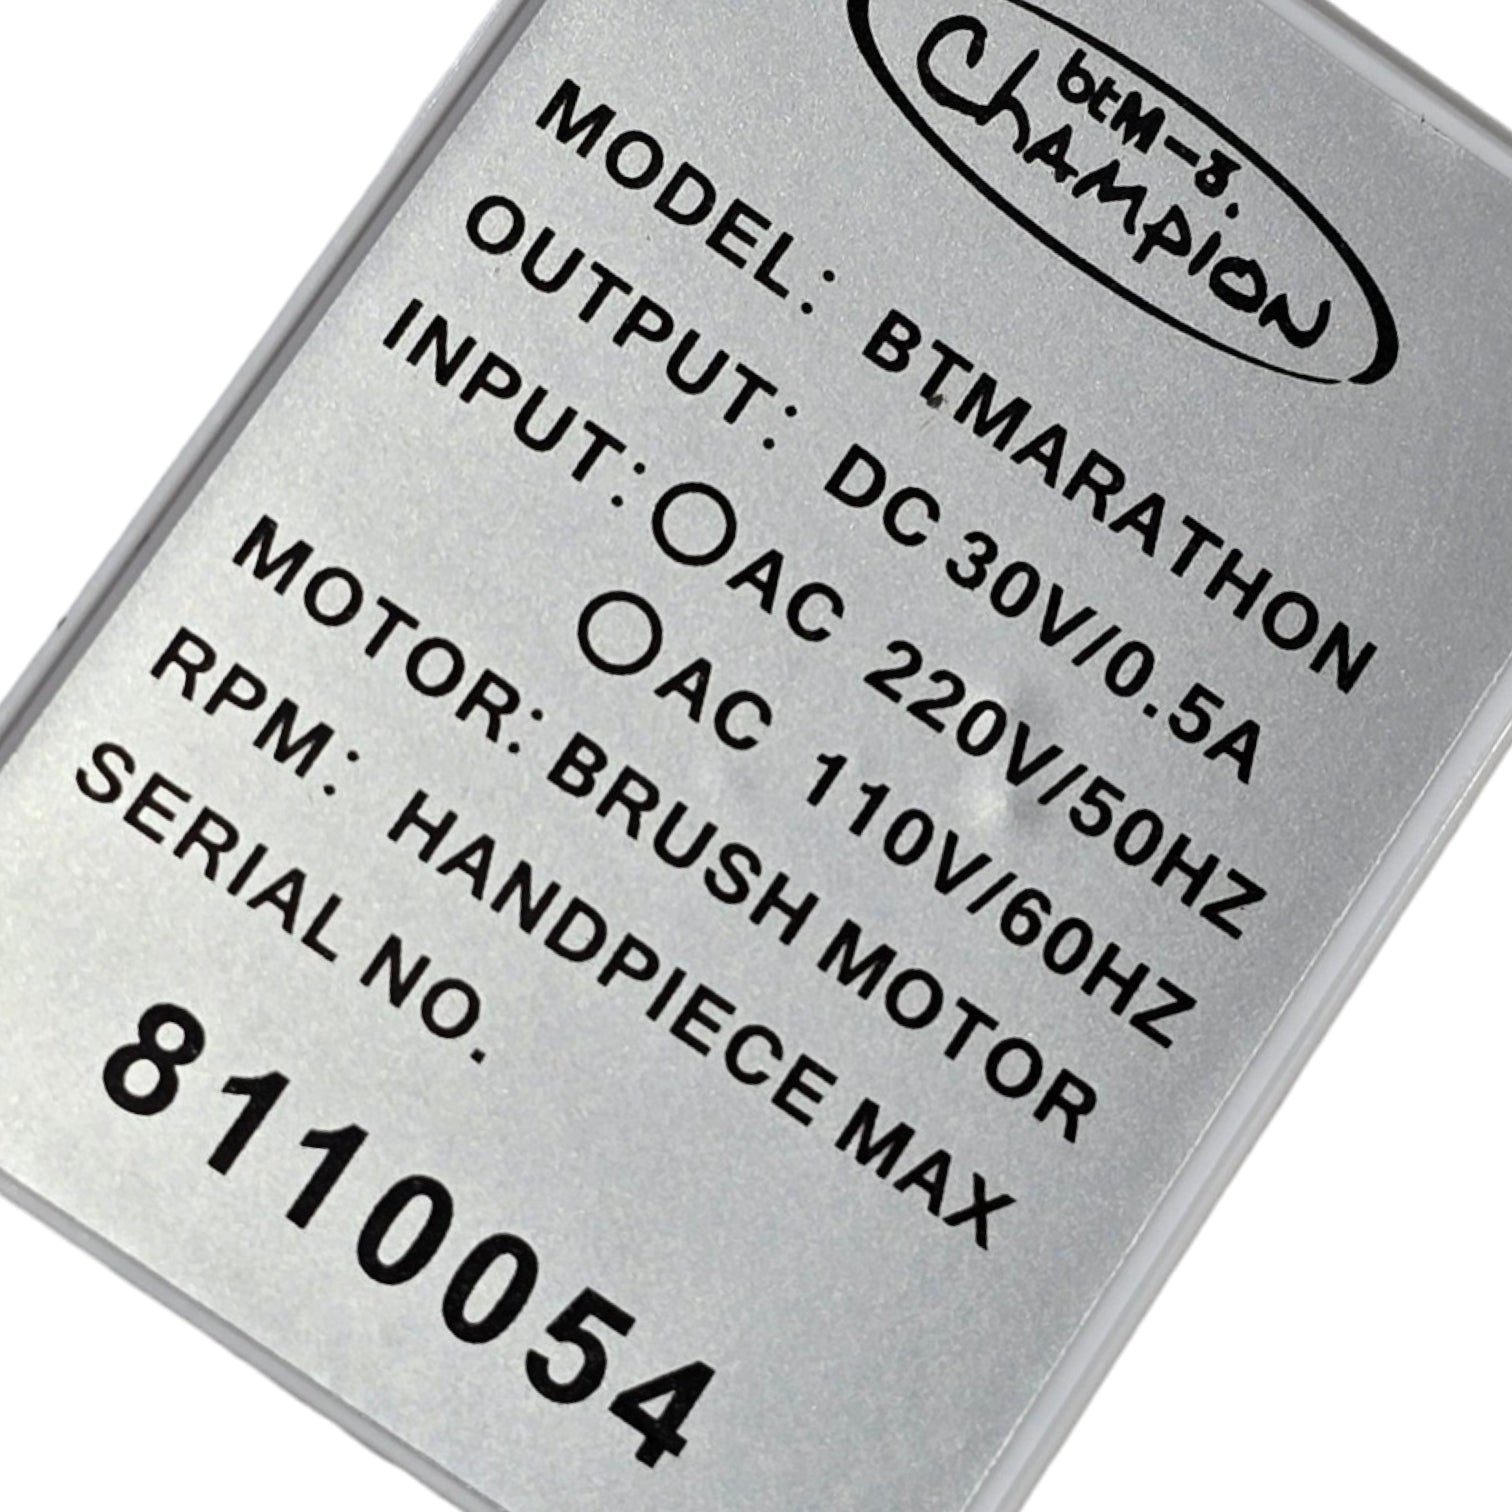 btM-3.
ChAMpION
MODEL: BTMARATHON
OUTPUT: DC 30V/0.5A
INPUT: AC 220V/50HZ
AC 110V/60HZ
MOTOR: BRUSH MOTOR
RPM: HANDPIECE MAX
SERIAL NO.
8110054